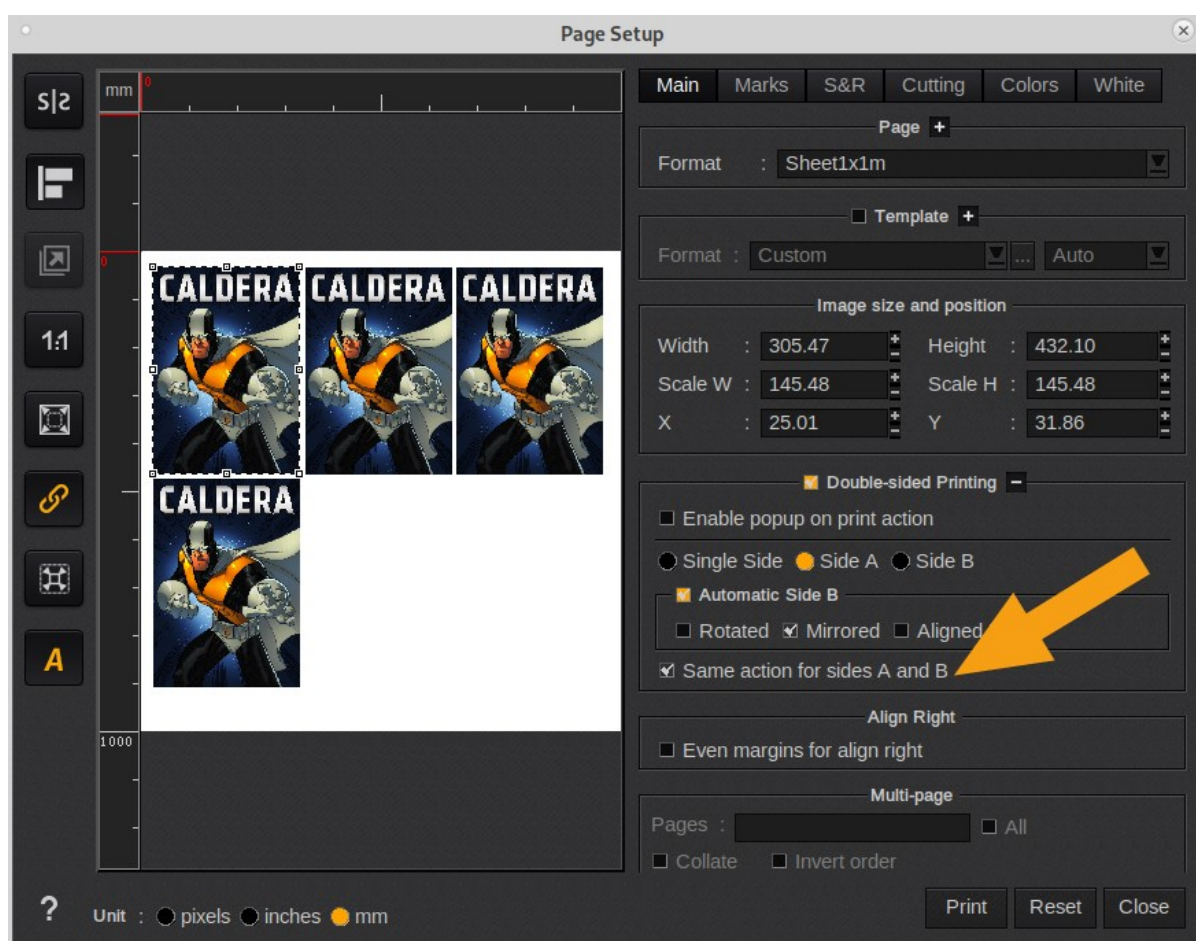 Page Setup
S|S
mm
0
Main Marks S&R Cutting Colors White
Page +
Format : Sheet1x1m
Template +
Format : Custom ... Auto
0
CALDERA CALDERA CALDERA
Image size and position
1:1
Width : 305.47 Height : 432.10
Scale W : 145.48 Scale H : 145.48
X : 25.01 Y : 31.86
CALDERA
Double-sided Printing −
Enable popup on print action
Single Side Side A Side B
Automatic Side B
Rotated Mirrored Aligned
A
Same action for sides A and B
Align Right
1000
Even margins for align right
Multi-page
Pages : All
Collate Invert order
? Unit : pixels inches mm
Print Reset Close